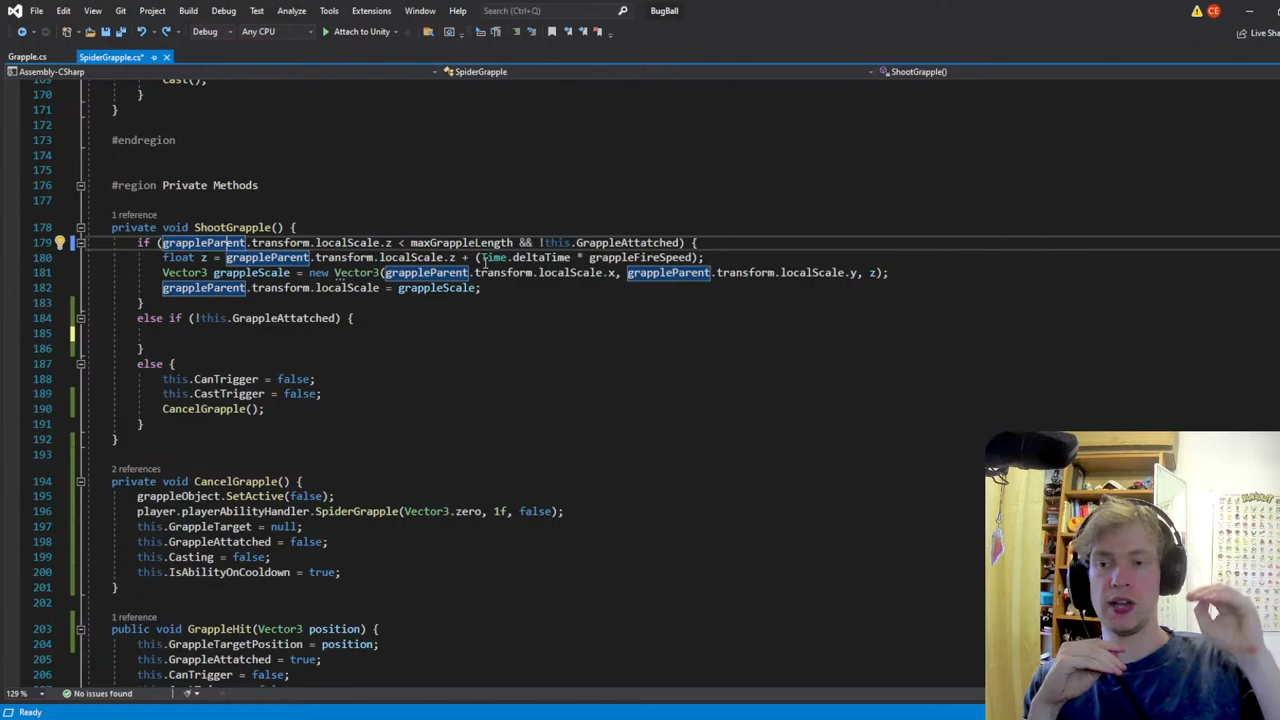 File Edit View Git Project Build Debug Test Analyze Tools Extensions Window Help Search (Ctrl+Q) BugBall CE
Debug Any CPU Attach to Unity Live Sha
Grapple.cs SpiderGrapple.cs*
Assembly-CSharp SpiderGrapple ShootGrapple()
169 Cast();
170 }
171 }
172
173 #endregion
174
175
176 #region Private Methods
177
1 reference
178 private void ShootGrapple() {
179 if (grappleParent.transform.localScale.z < maxGrappleLength && !this.GrappleAttatched) {
180 float z = grappleParent.transform.localScale.z + (Time.deltaTime * grappleFireSpeed);
181 Vector3 grappleScale = new Vector3(grappleParent.transform.localScale.x, grappleParent.transform.localScale.y, z);
182 grappleParent.transform.localScale = grappleScale;
183 }
184 else if (!this.GrappleAttatched) {
185
186 }
187 else {
188 this.CanTrigger = false;
189 this.CastTrigger = false;
190 CancelGrapple();
191 }
192 }
193
2 references
194 private void CancelGrapple() {
195 grappleObject.SetActive(false);
196 player.playerAbilityHandler.SpiderGrapple(Vector3.zero, 1f, false);
197 this.GrappleTarget = null;
198 this.GrappleAttatched = false;
199 this.Casting = false;
200 this.IsAbilityOnCooldown = true;
201 }
202
1 reference
203 public void GrappleHit(Vector3 position) {
204 this.GrappleTargetPosition = position;
205 this.GrappleAttatched = true;
206 this.CanTrigger = false;
129 % No issues found
Ready